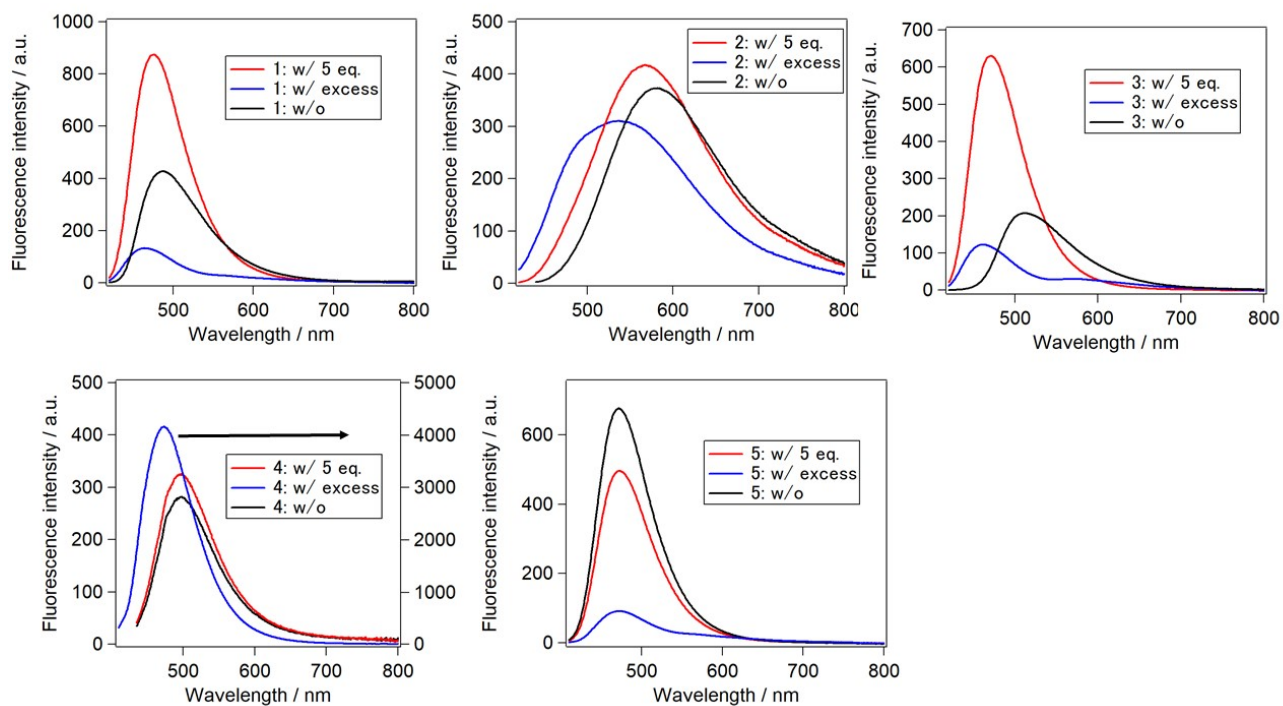 1000
800
600
400
200
0
Fluorescence intensity / a.u.
1: w/ 5 eq.
1: w/ excess
1: w/o
500 600 700 800
Wavelength / nm
500
400
300
200
100
0
Fluorescence intensity / a.u.
2: w/ 5 eq.
2: w/ excess
2: w/o
500 600 700 800
Wavelength / nm
700
600
500
400
300
200
100
0
Fluorescence intensity / a.u.
3: w/ 5 eq.
3: w/ excess
3: w/o
500 600 700 800
Wavelength / nm
500
400
300
200
100
0
Fluorescence intensity / a.u.
4: w/ 5 eq.
4: w/ excess
4: w/o
5000
4000
3000
2000
1000
0
500 600 700 800
Wavelength / nm
600
400
200
0
Fluorescence intensity / a.u.
5: w/ 5 eq.
5: w/ excess
5: w/o
500 600 700 800
Wavelength / nm